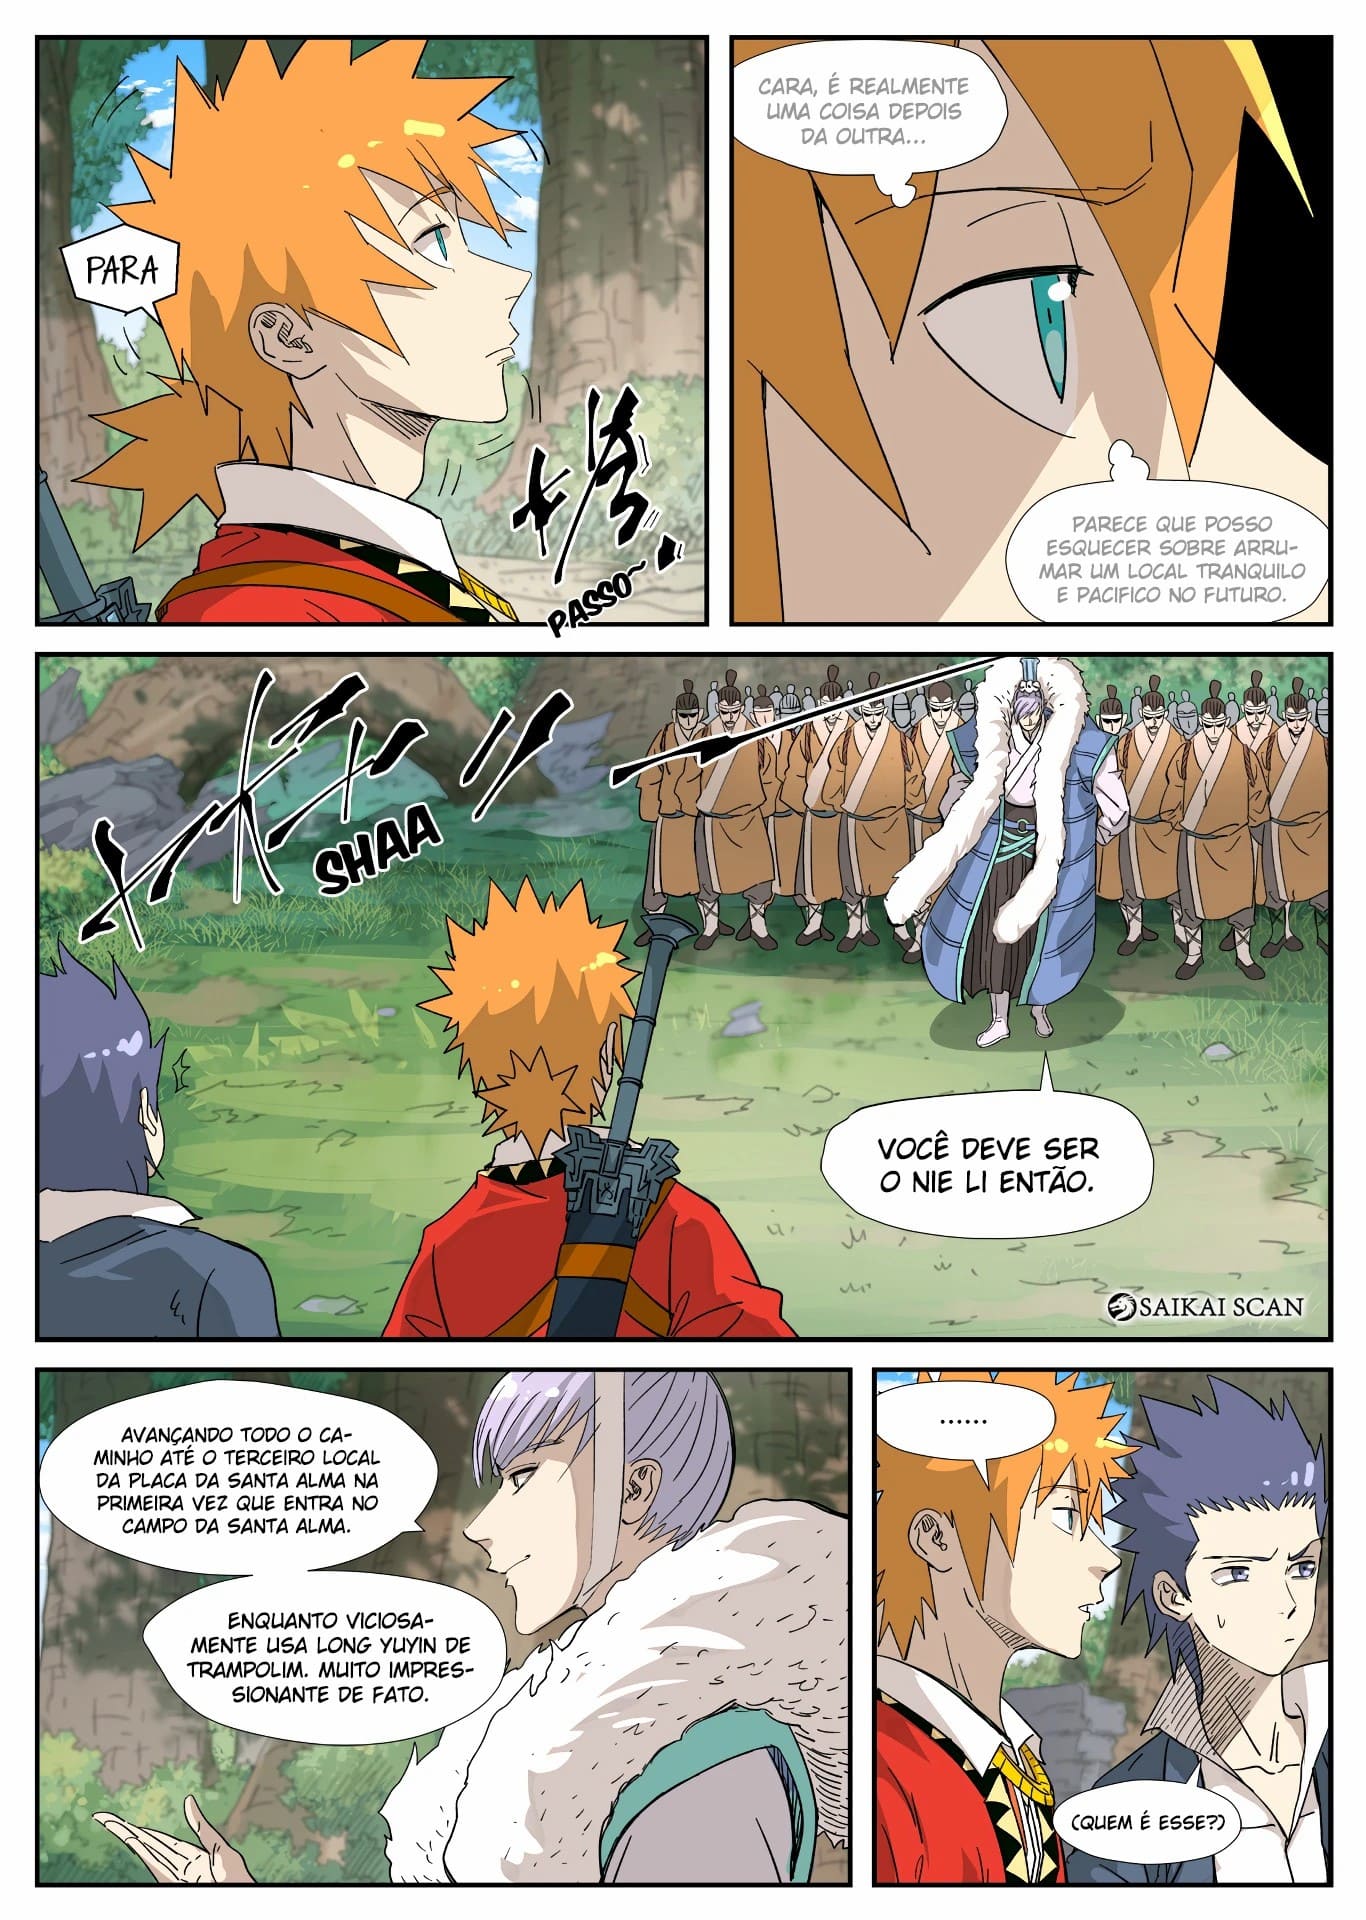 PARA
CARA, É REALMENTE
UMA COISA DEPOIS
DA OUTRA...
PASSO~
PARECE QUE POSSO
ESQUECER SOBRE ARRU-
MAR UM LOCAL TRANQUILO
E PACIFICO NO FUTURO.
SHAA
VOCÊ DEVE SER
O NIE LI ENTÃO.
SAIKAI SCAN
AVANÇANDO TODO O CA-
MINHO ATÉ O TERCEIRO LOCAL
DA PLACA DA SANTA ALMA NA
PRIMEIRA VEZ QUE ENTRA NO
CAMPO DA SANTA ALMA.
ENQUANTO VICIOSA-
MENTE USA LONG YUYIN DE
TRAMPOLIM. MUITO IMPRES-
SIONANTE DE FATO.
......
(QUEM É ESSE?)